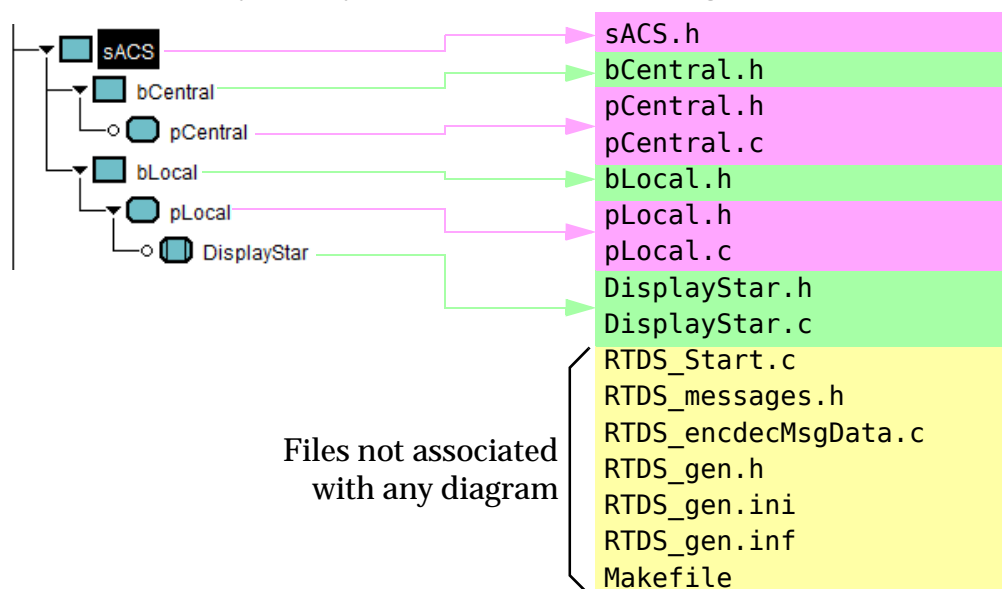 sACS
bCentral
pCentral
bLocal
pLocal
DisplayStar
sACS.h
bCentral.h
pCentral.h
pCentral.c
bLocal.h
pLocal.h
pLocal.c
DisplayStar.h
DisplayStar.c
RTDS_Start.c
RTDS_messages.h
RTDS_encdecMsgData.c
RTDS_gen.h
RTDS_gen.ini
RTDS_gen.inf
Makefile
Files not associated
with any diagram